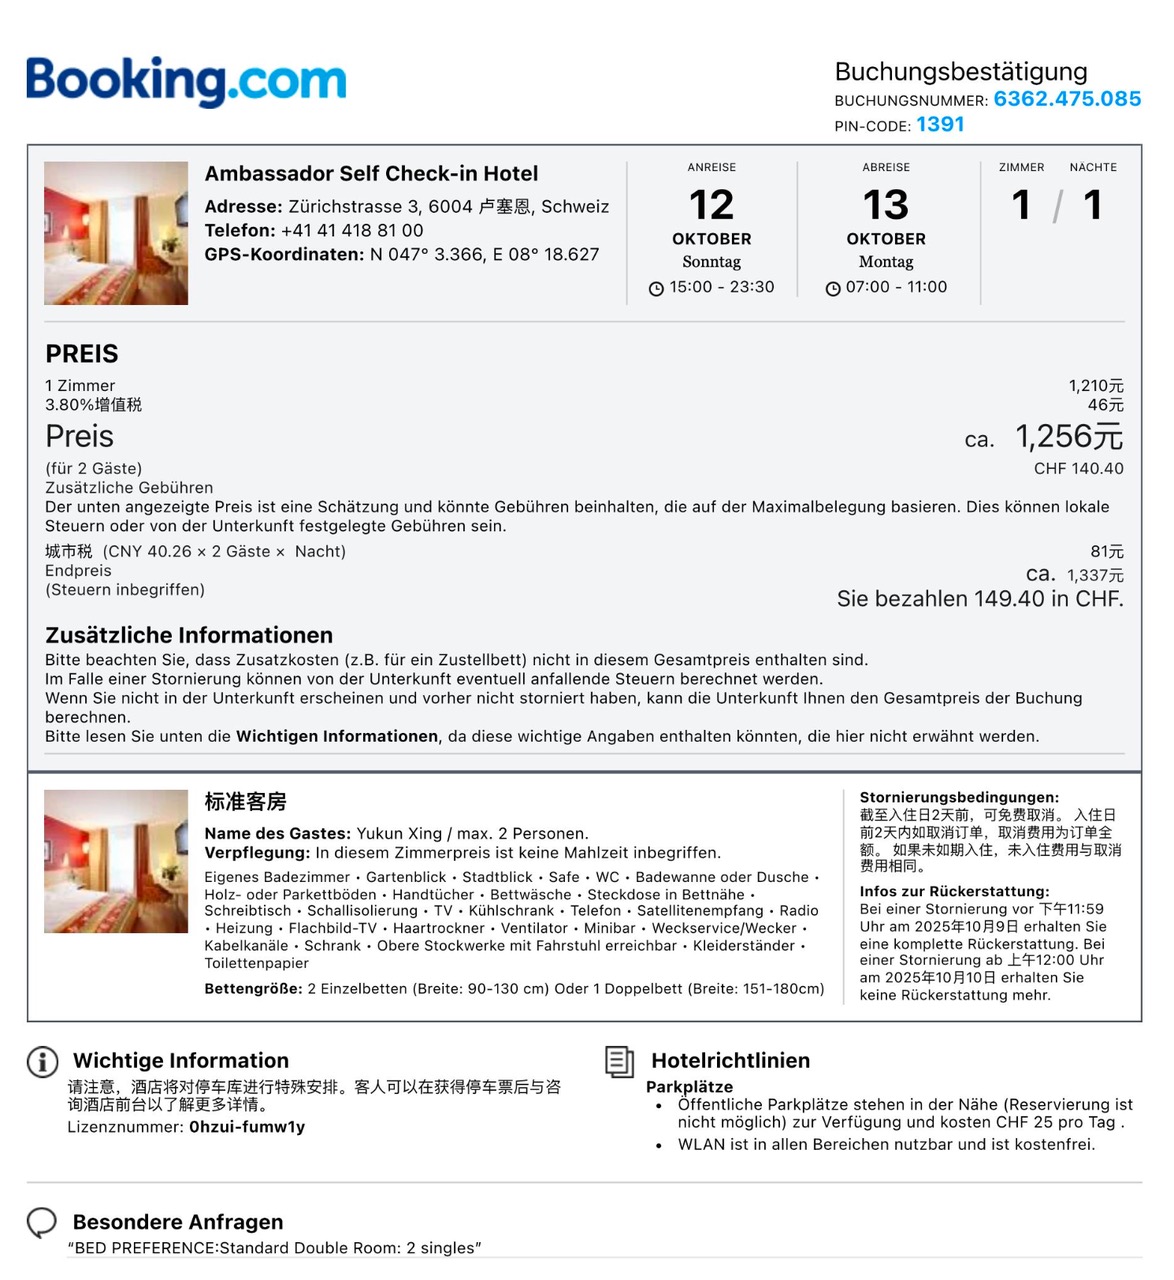 Booking.com
Buchungsbestätigung
BUCHUNGSNUMMER: 6362.475.085
PIN-CODE: 1391
Ambassador Self Check-in Hotel
Adresse: Zürichstrasse 3, 6004 卢塞恩, Schweiz
Telefon: +41 41 418 81 00
GPS-Koordinaten: N 047° 3.366, E 08° 18.627
ANREISE
12
OKTOBER
Sonntag
15:00 - 23:30
ABREISE
13
OKTOBER
Montag
07:00 - 11:00
ZIMMER NÄCHTE
1 / 1
PREIS
1 Zimmer 1,210元
3.80%增值税 46元
Preis ca. 1,256元
(für 2 Gäste) CHF 140.40
Zusätzliche Gebühren
Der unten angezeigte Preis ist eine Schätzung und könnte Gebühren beinhalten, die auf der Maximalbelegung basieren. Dies können lokale
Steuern oder von der Unterkunft festgelegte Gebühren sein.
城市税 (CNY 40.26 × 2 Gäste × Nacht) 81元
Endpreis ca. 1,337元
(Steuern inbegriffen)
Sie bezahlen 149.40 in CHF.
Zusätzliche Informationen
Bitte beachten Sie, dass Zusatzkosten (z.B. für ein Zustellbett) nicht in diesem Gesamtpreis enthalten sind.
Im Falle einer Stornierung können von der Unterkunft eventuell anfallende Steuern berechnet werden.
Wenn Sie nicht in der Unterkunft erscheinen und vorher nicht storniert haben, kann die Unterkunft Ihnen den Gesamtpreis der Buchung
berechnen.
Bitte lesen Sie unten die Wichtigen Informationen, da diese wichtige Angaben enthalten könnten, die hier nicht erwähnt werden.
标准客房
Name des Gastes: Yukun Xing / max. 2 Personen.
Verpflegung: In diesem Zimmerpreis ist keine Mahlzeit inbegriffen.
Eigenes Badezimmer • Gartenblick • Stadtblick • Safe • WC • Badewanne oder Dusche •
Holz- oder Parkettböden • Handtücher • Bettwäsche • Steckdose in Bettnähe •
Schreibtisch • Schallisolierung • TV • Kühlschrank • Telefon • Satellitenempfang • Radio
• Heizung • Flachbild-TV • Haartrockner • Ventilator • Minibar • Weckservice/Wecker •
Kabelkanäle • Schrank • Obere Stockwerke mit Fahrstuhl erreichbar • Kleiderständer •
Toilettenpapier
Bettengröße: 2 Einzelbetten (Breite: 90-130 cm) Oder 1 Doppelbett (Breite: 151-180cm)
Stornierungsbedingungen:
截至入住日2天前，可免费取消。 入住日
前2天内如取消订单，取消费用为订单全
额。 如果未如期入住，未入住费用与取消
费用相同。
Infos zur Rückerstattung:
Bei einer Stornierung vor 下午11:59
Uhr am 2025年10月9日 erhalten Sie
eine komplette Rückerstattung. Bei
einer Stornierung ab 上午12:00 Uhr
am 2025年10月10日 erhalten Sie
keine Rückerstattung mehr.
Wichtige Information
请注意，酒店将对停车库进行特殊安排。客人可以在获得停车票后与咨
询酒店前台以了解更多详情。
Lizenznummer: 0hzui-fumw1y
Hotelrichtlinien
Parkplätze
• Öffentliche Parkplätze stehen in der Nähe (Reservierung ist
nicht möglich) zur Verfügung und kosten CHF 25 pro Tag .
• WLAN ist in allen Bereichen nutzbar und ist kostenfrei.
Besondere Anfragen
“BED PREFERENCE:Standard Double Room: 2 singles”